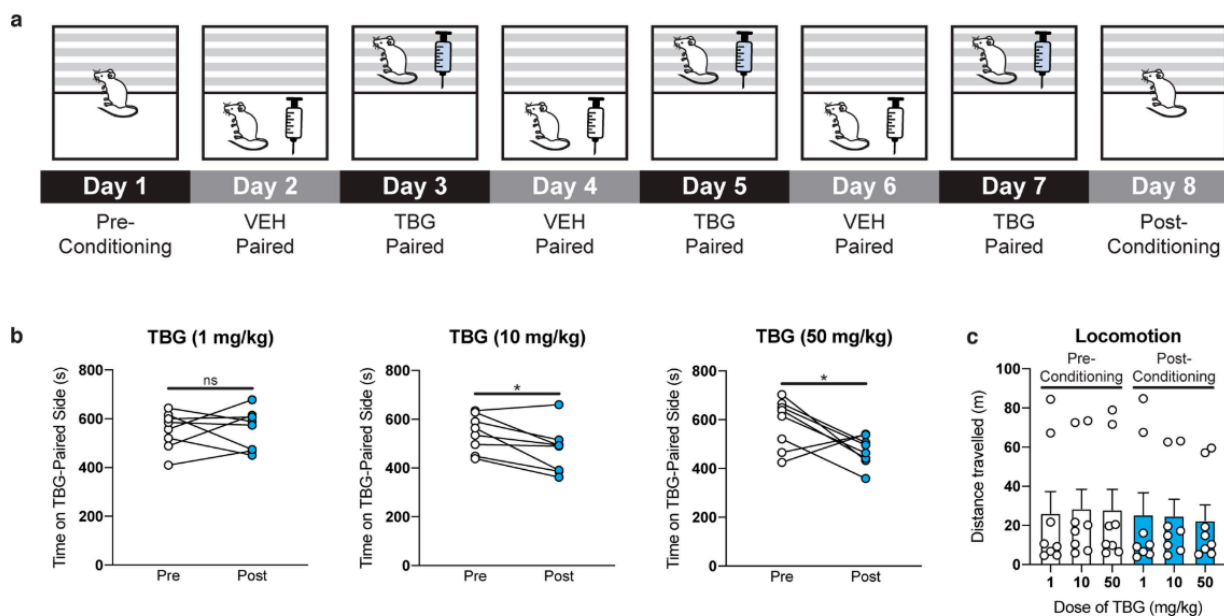 a
Day 1 Day 2 Day 3 Day 4 Day 5 Day 6 Day 7 Day 8
Pre- VEH TBG VEH TBG VEH TBG Post-
Conditioning Paired Paired Paired Paired Paired Paired Conditioning
b
TBG (1 mg/kg)
Time on TBG-Paired Side (s)
800
600
400
200
0
ns
Pre Post
TBG (10 mg/kg)
Time on TBG-Paired Side (s)
800
600
400
200
0
*
Pre Post
TBG (50 mg/kg)
Time on TBG-Paired Side (s)
800
600
400
200
0
*
Pre Post
c
Locomotion
Pre- Post-
Conditioning Conditioning
Distance travelled (m)
100
80
60
40
20
0
1 10 50 1 10 50
Dose of TBG (mg/kg)